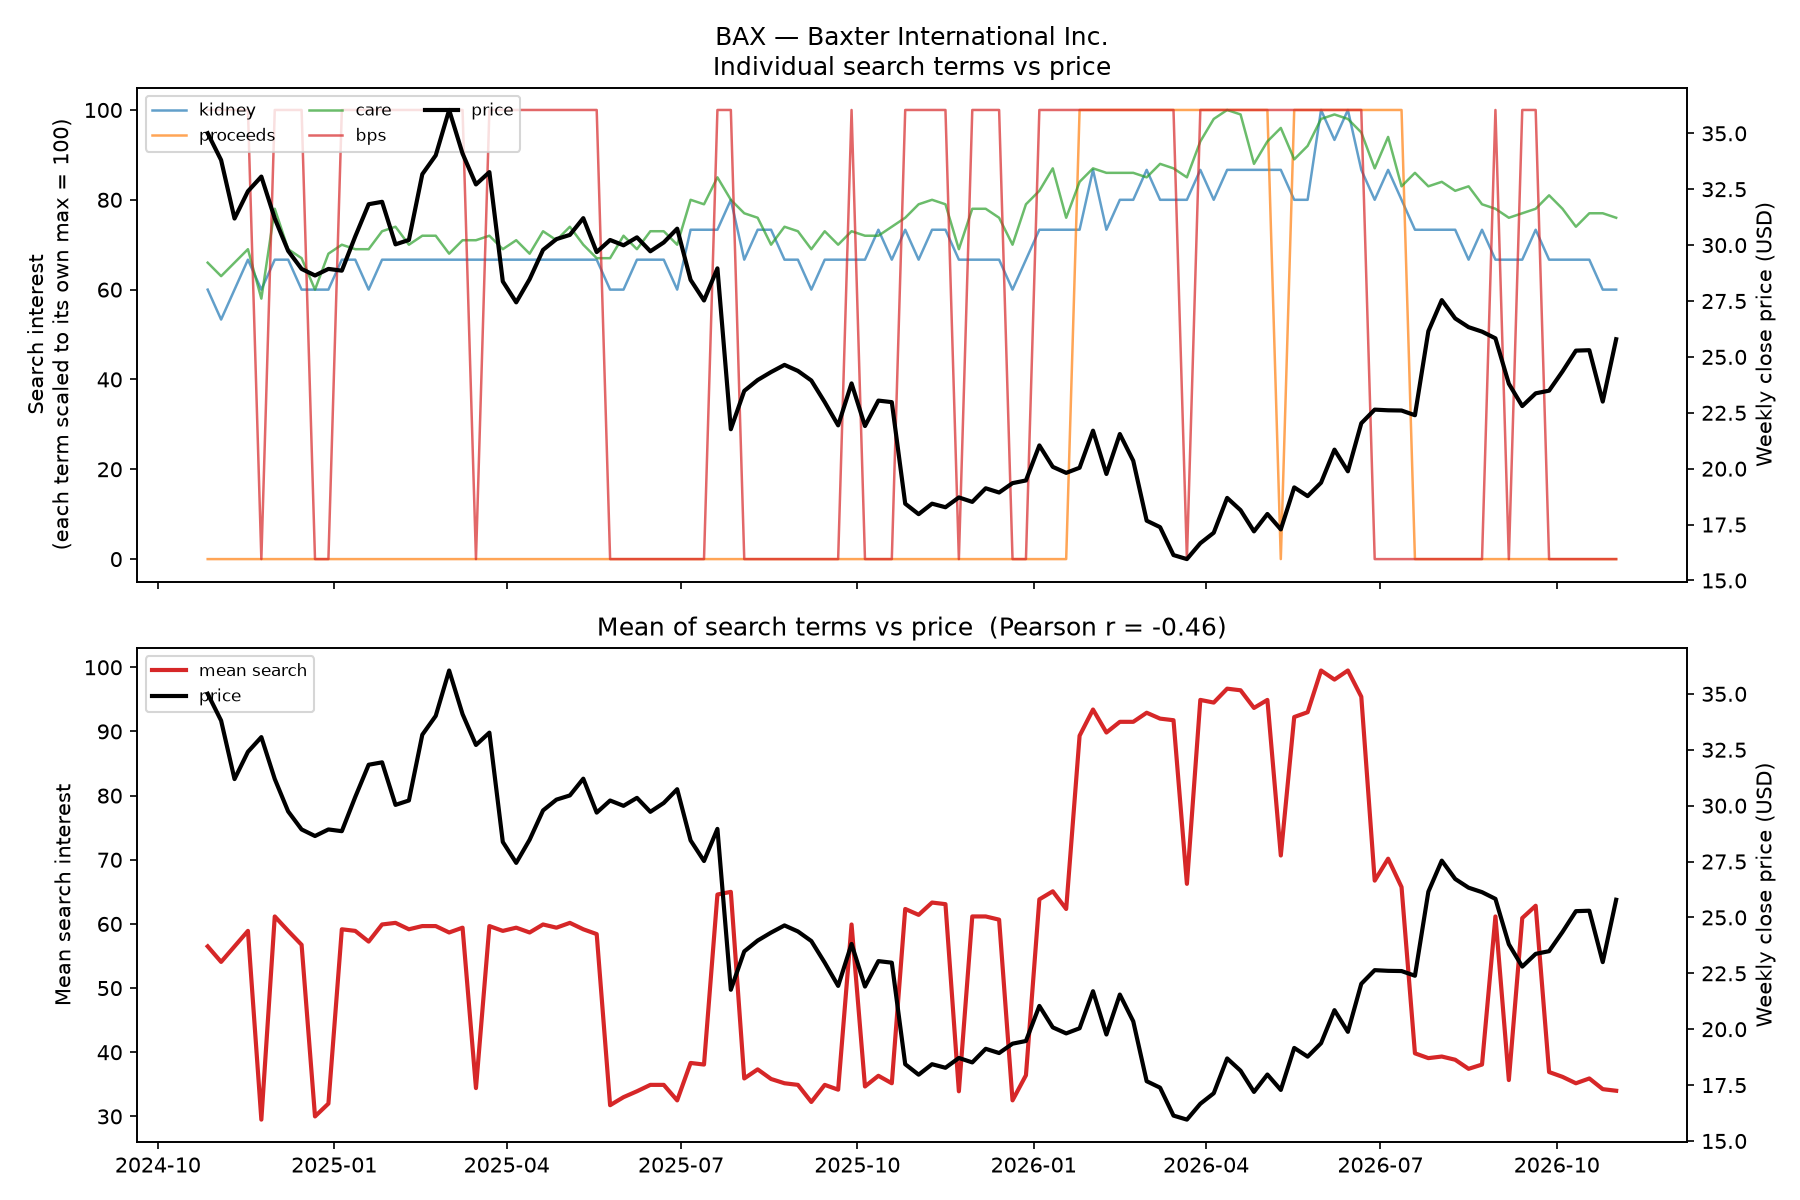 BAX — Baxter International Inc.
Individual search terms vs price
kidney
proceeds
care
bps
price
100
80
60
40
20
0
Search interest
(each term scaled to its own max = 100)
35.0
32.5
30.0
27.5
25.0
22.5
20.0
17.5
15.0
Weekly close price (USD)
Mean of search terms vs price (Pearson r = -0.46)
mean search
price
100
90
80
70
60
50
40
30
Mean search interest
35.0
32.5
30.0
27.5
25.0
22.5
20.0
17.5
15.0
Weekly close price (USD)
2024-10
2025-01
2025-04
2025-07
2025-10
2026-01
2026-04
2026-07
2026-10